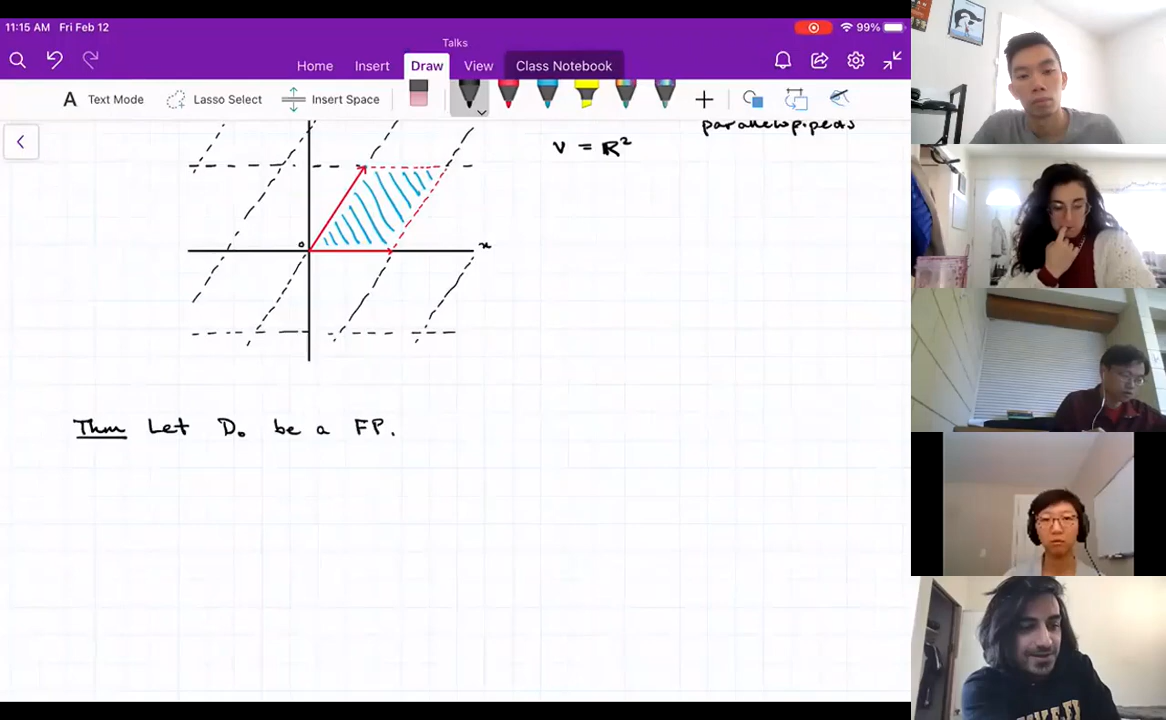 11:15 AM Fri Feb 12
99%
Talks
Home Insert Draw View Class Notebook
A Text Mode Lasso Select Insert Space
parallelopipeds
V = R²
o
x
Thm Let D₀ be a FP.